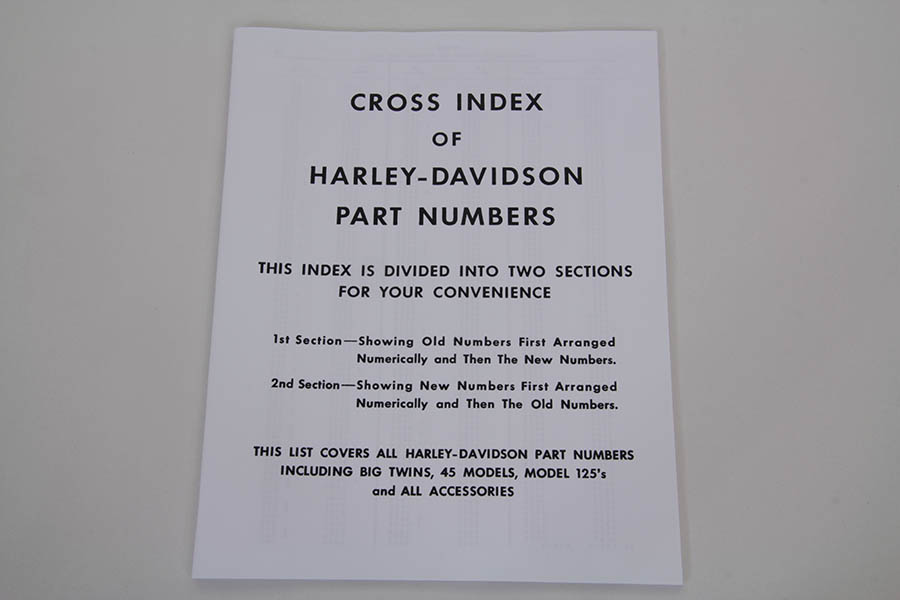 CROSS INDEX
OF
HARLEY-DAVIDSON
PART NUMBERS
THIS INDEX IS DIVIDED INTO TWO SECTIONS
FOR YOUR CONVENIENCE
1st Section—Showing Old Numbers First Arranged
Numerically and Then The New Numbers.
2nd Section—Showing New Numbers First Arranged
Numerically and Then The Old Numbers.
THIS LIST COVERS ALL HARLEY-DAVIDSON PART NUMBERS
INCLUDING BIG TWINS, 45 MODELS, MODEL 125's
and ALL ACCESSORIES